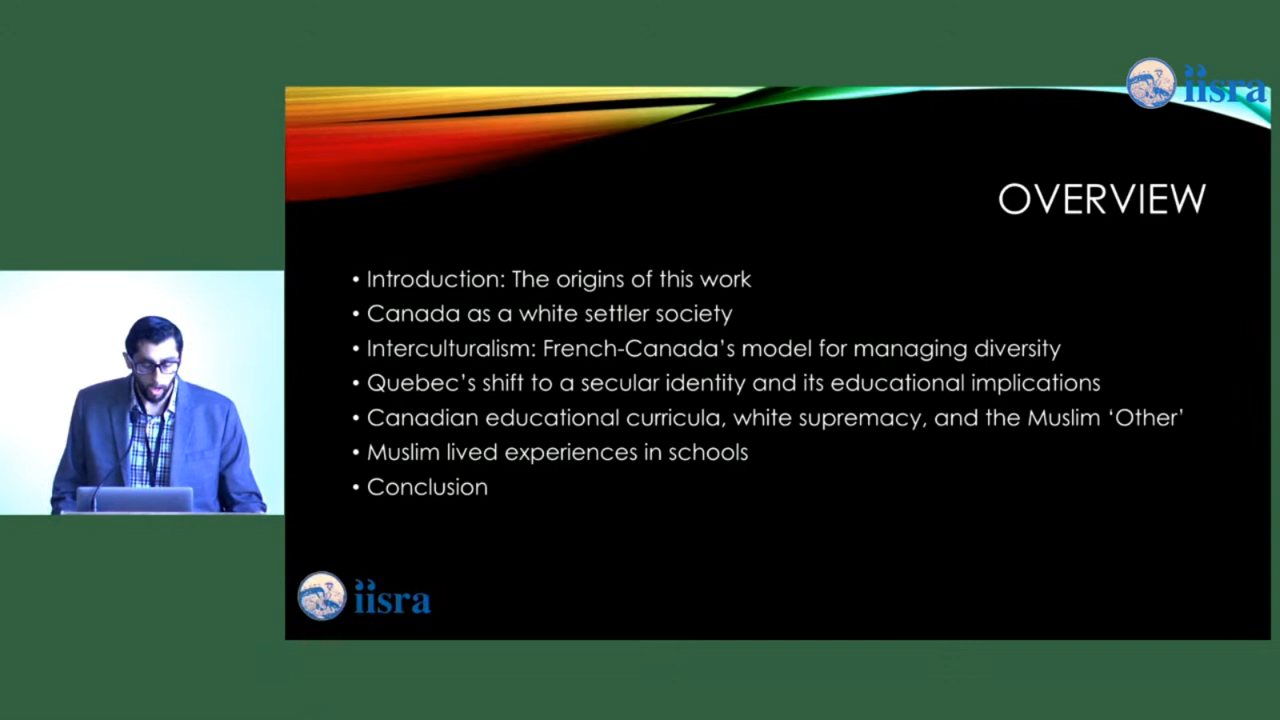 iisra
OVERVIEW
• Introduction: The origins of this work
• Canada as a white settler society
• Interculturalism: French-Canada’s model for managing diversity
• Quebec’s shift to a secular identity and its educational implications
• Canadian educational curricula, white supremacy, and the Muslim ‘Other’
• Muslim lived experiences in schools
• Conclusion
iisra